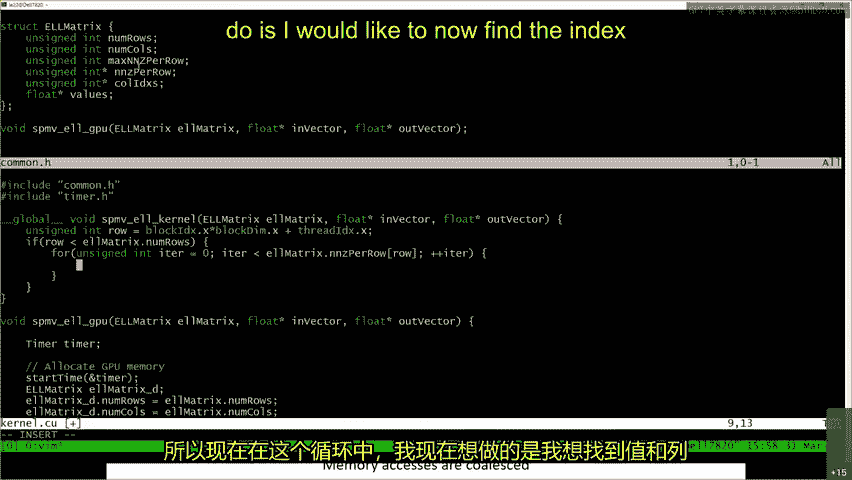 struct ELLMatrix {
unsigned int numRows;
unsigned int numCols;
unsigned int maxNNZPerRow;
unsigned int* nnzPerRow;
unsigned int* colIdxs;
float* values;
};
void spmv_ell_gpu(ELLMatrix ellMatrix, float* inVector, float* outVector);
do is I would like to now find the index
common.h 1,0-1 All
#include "common.h"
#include "timer.h"
__global__ void spmv_ell_kernel(ELLMatrix ellMatrix, float* inVector, float* outVector) {
unsigned int row = blockIdx.x*blockDim.x + threadIdx.x;
if(row < ellMatrix.numRows) {
for(unsigned int iter = 0; iter < ellMatrix.nnzPerRow[row]; ++iter) {
}
}
}
void spmv_ell_gpu(ELLMatrix ellMatrix, float* inVector, float* outVector) {
Timer timer;
// Allocate GPU memory
startTime(&timer);
ELLMatrix ellMatrix_d;
ellMatrix_d.numRows = ellMatrix.numRows;
ellMatrix_d.numCols = ellMatrix.numCols;
kernel.cu [+] 9,13
-- INSERT --
所以现在在这个循环中，我现在想做的是我想找到值和列
Memory accesses are coalesced
+15